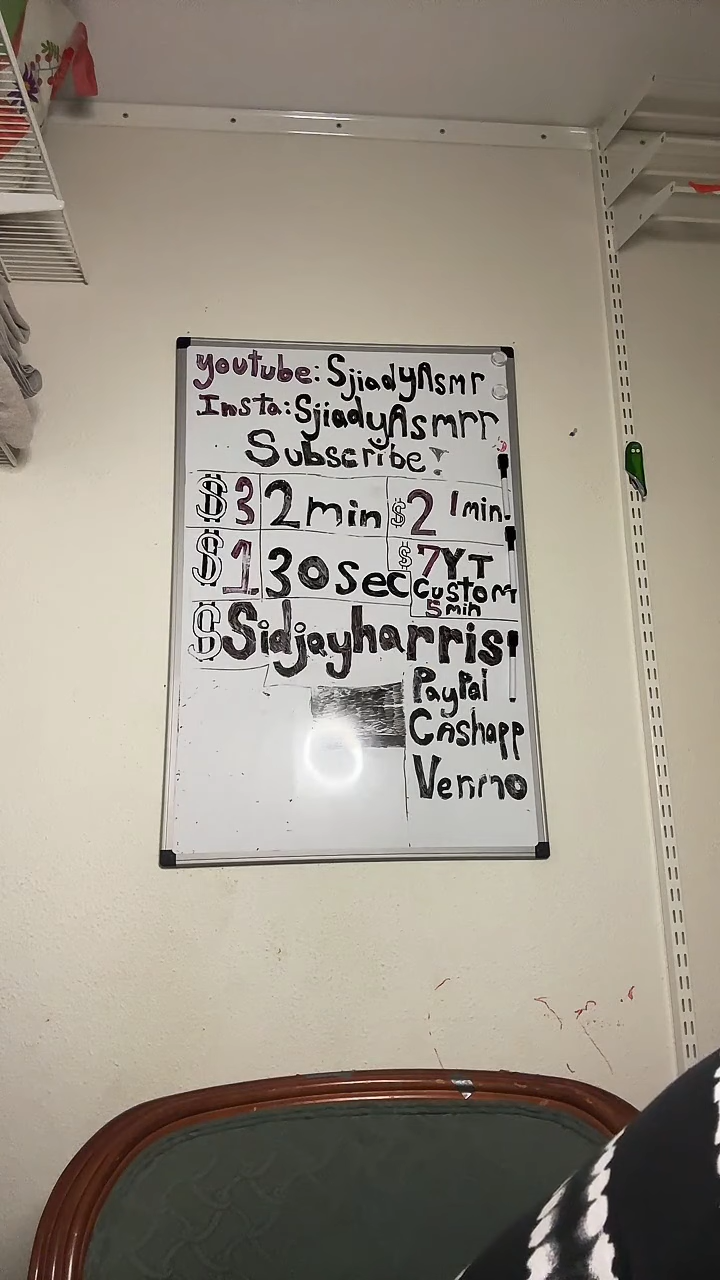 youtube: SjiadyAsmr
Insta: SjiadyAsmrr
Subscribe
$3 2min $2 1min
$1 30sec $7 YT
Custom
5min
$Sidjayharris
PayPal
Cashapp
Venmo